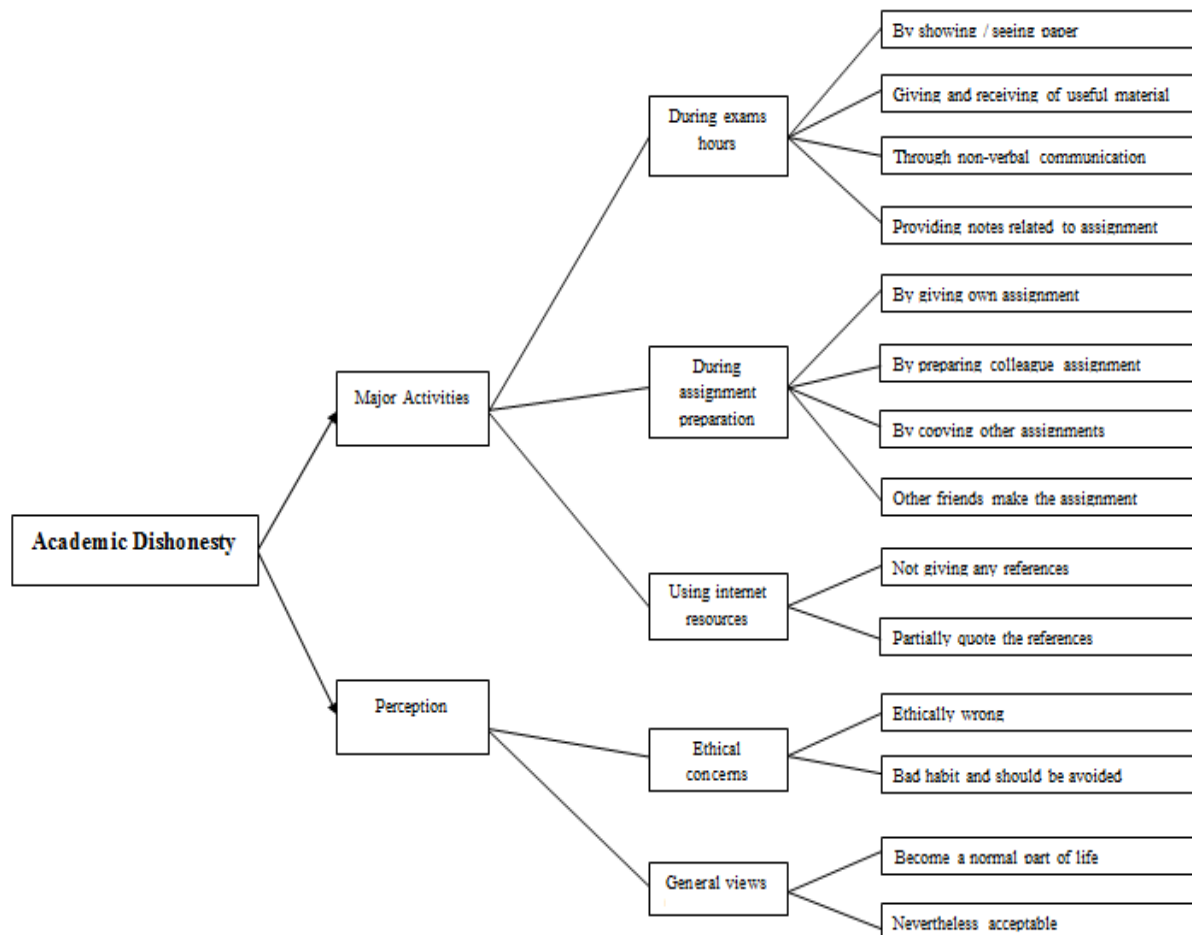 Academic Dishonesty
Major Activities
Perception
During exams
hours
During
assignment
preparation
Using internet
resources
Ethical
concerns
General views
By showing / seeing paper
Giving and receiving of useful material
Through non-verbal communication
Providing notes related to assignment
By giving own assignment
By preparing colleague assignment
By copying other assignments
Other friends make the assignment
Not giving any references
Partially quote the references
Ethically wrong
Bad habit and should be avoided
Become a normal part of life
Nevertheless acceptable